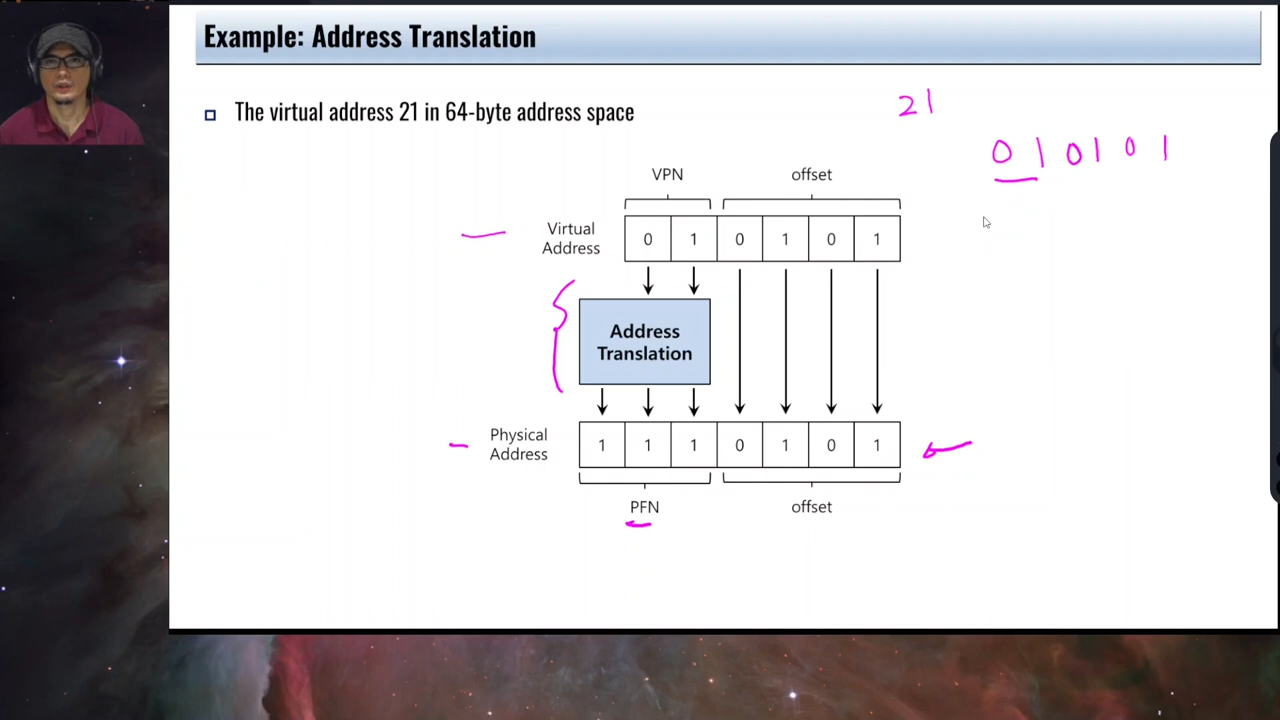 Example: Address Translation
The virtual address 21 in 64-byte address space
21
0 1 0 1 0 1
VPN offset
Virtual
Address
0 1 0 1 0 1
Address
Translation
Physical
Address
1 1 1 0 1 0 1
PFN offset